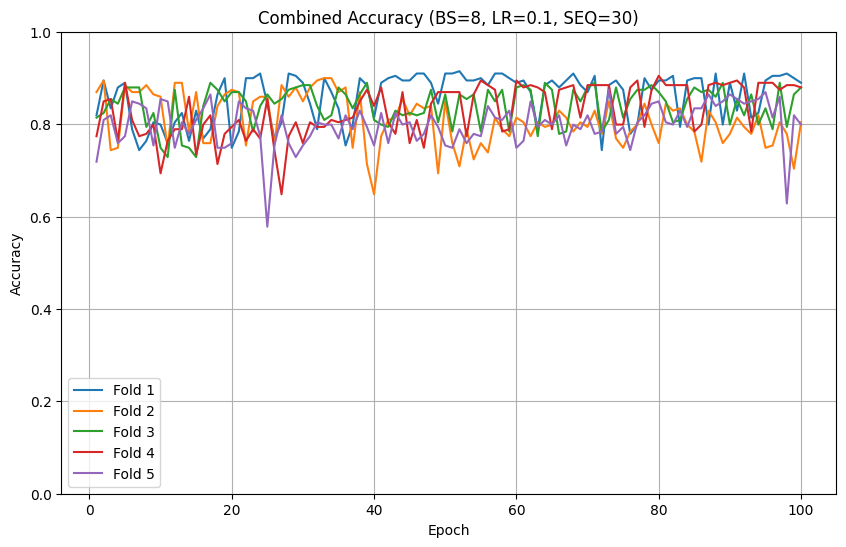 Combined Accuracy (BS=8, LR=0.1, SEQ=30)
1.0
0.8
0.6
0.4
0.2
0.0
Accuracy
Fold 1
Fold 2
Fold 3
Fold 4
Fold 5
0 20 40 60 80 100
Epoch